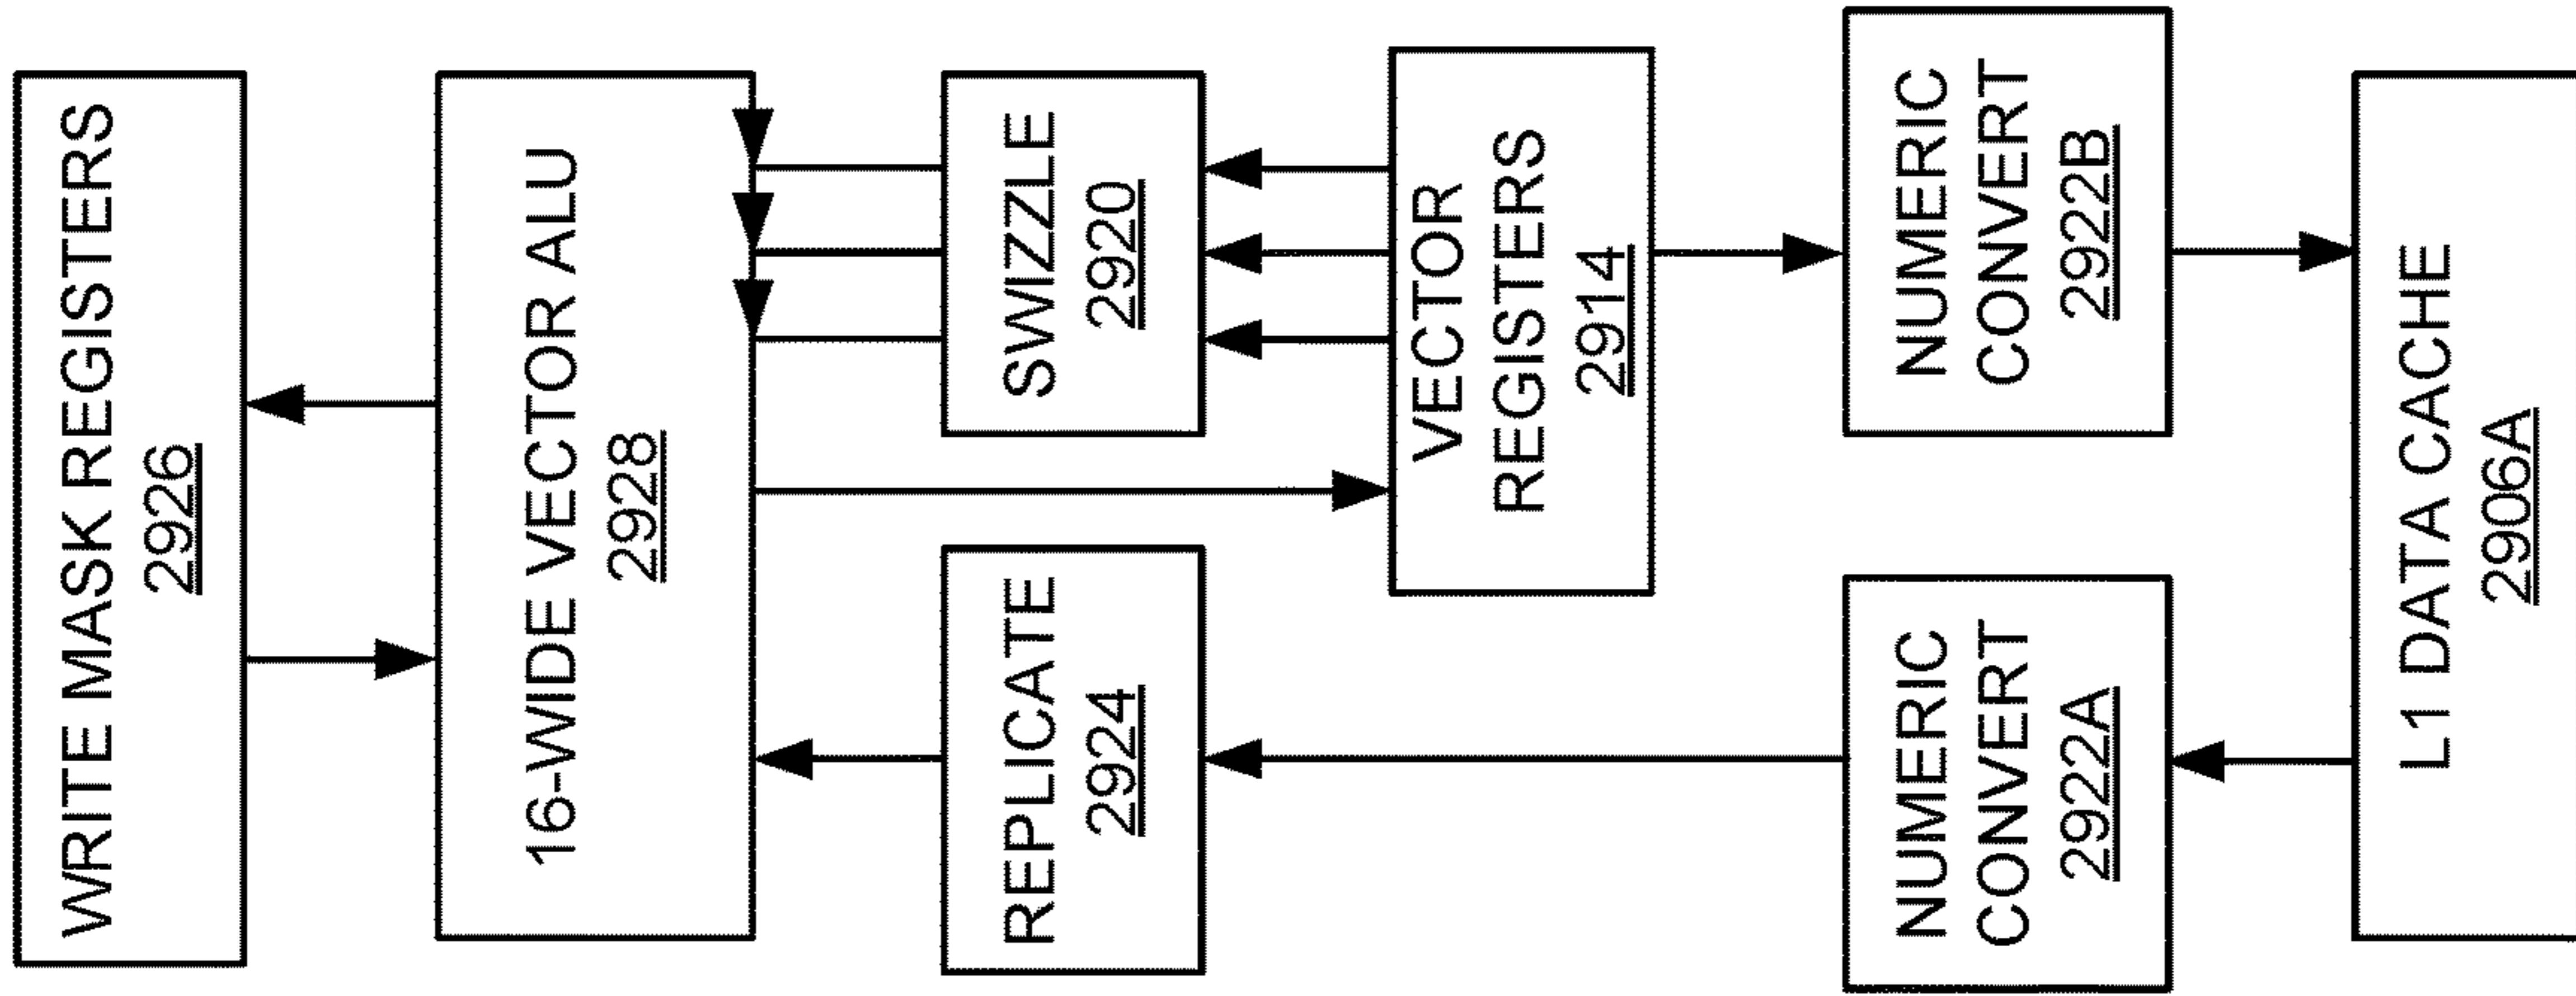 WRITE MASK REGISTERS
2926
16-WIDE VECTOR ALU
2928
REPLICATE
2924
SWIZZLE
2920
VECTOR
REGISTERS
2914
NUMERIC
CONVERT
2922A
NUMERIC
CONVERT
2922B
L1 DATA CACHE
2906A